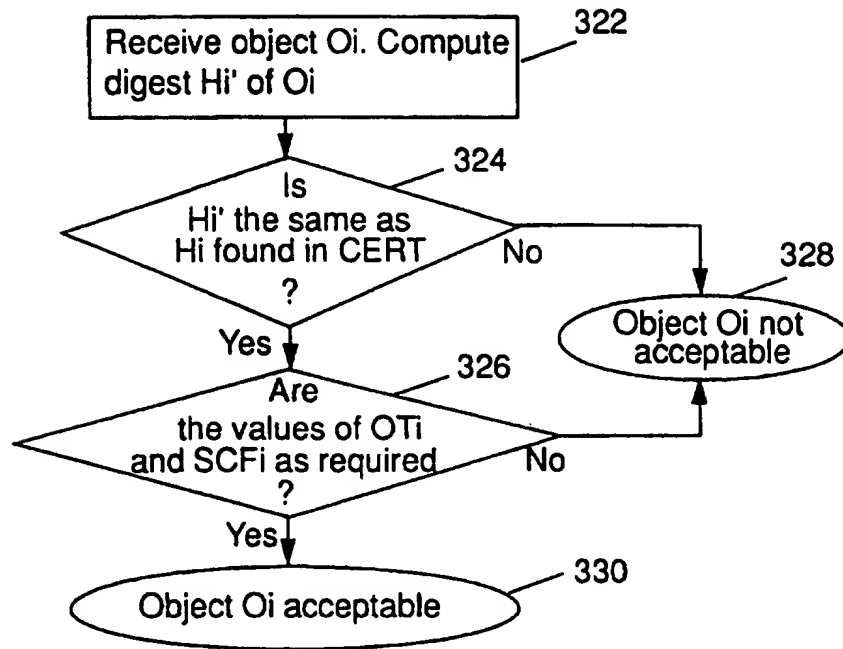 Receive object Oi. Compute
digest Hi' of Oi
322
324
Is
Hi' the same as
Hi found in CERT
?
No
Yes
328
Object Oi not
acceptable
326
Are
the values of OTi
and SCFi as required
?
No
Yes
330
Object Oi acceptable